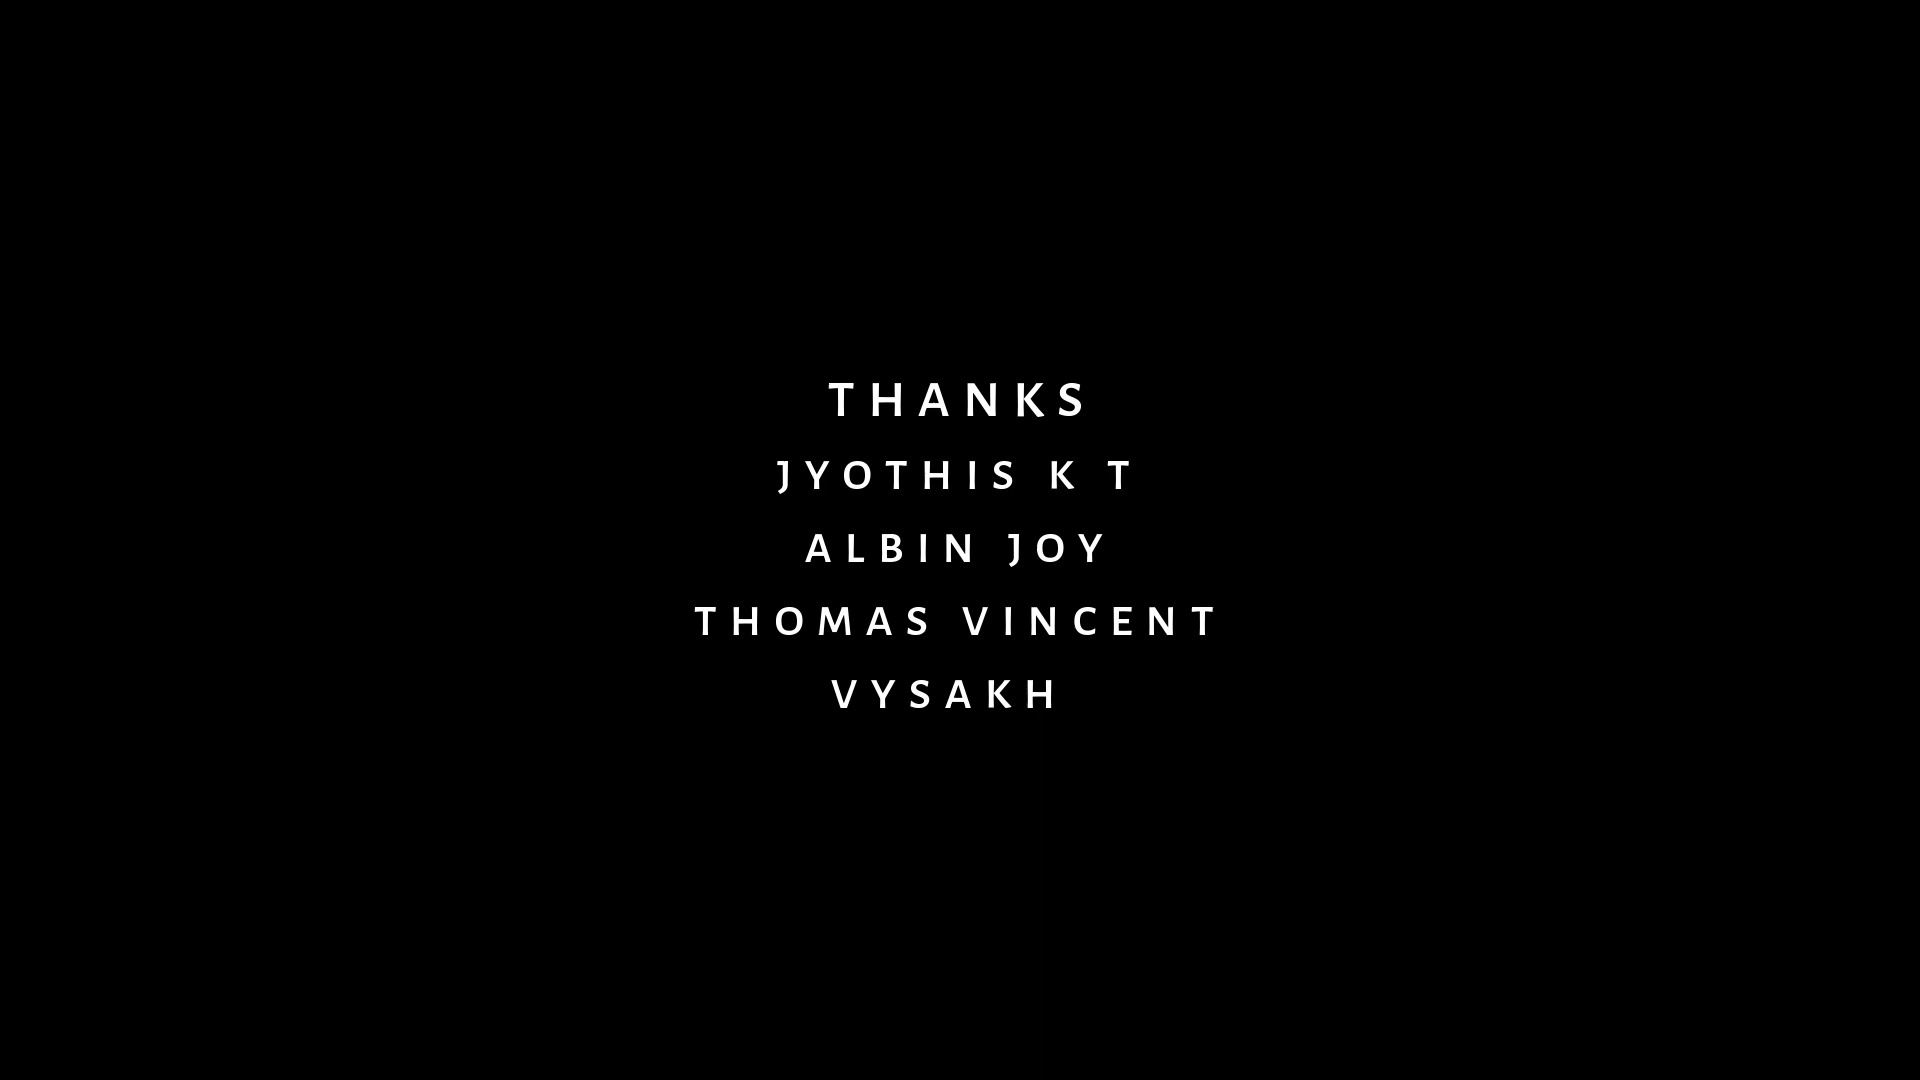 THANKS
JYOTHIS K T
ALBIN JOY
THOMAS VINCENT
VYSAKH